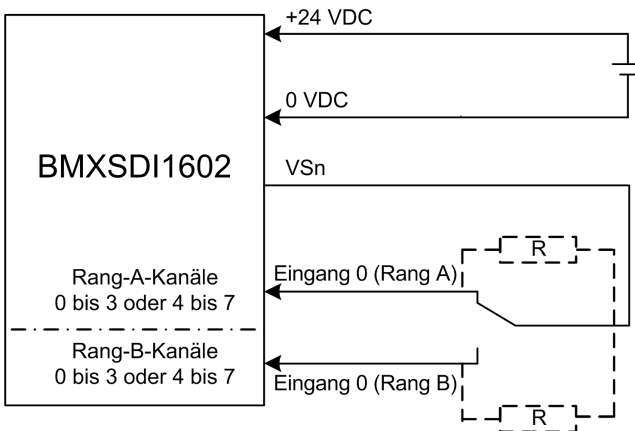 +24 VDC
0 VDC
BMXSDI1602
VSn
R
Rang-A-Kanäle
0 bis 3 oder 4 bis 7
Eingang 0 (Rang A)
Rang-B-Kanäle
0 bis 3 oder 4 bis 7
Eingang 0 (Rang B)
R